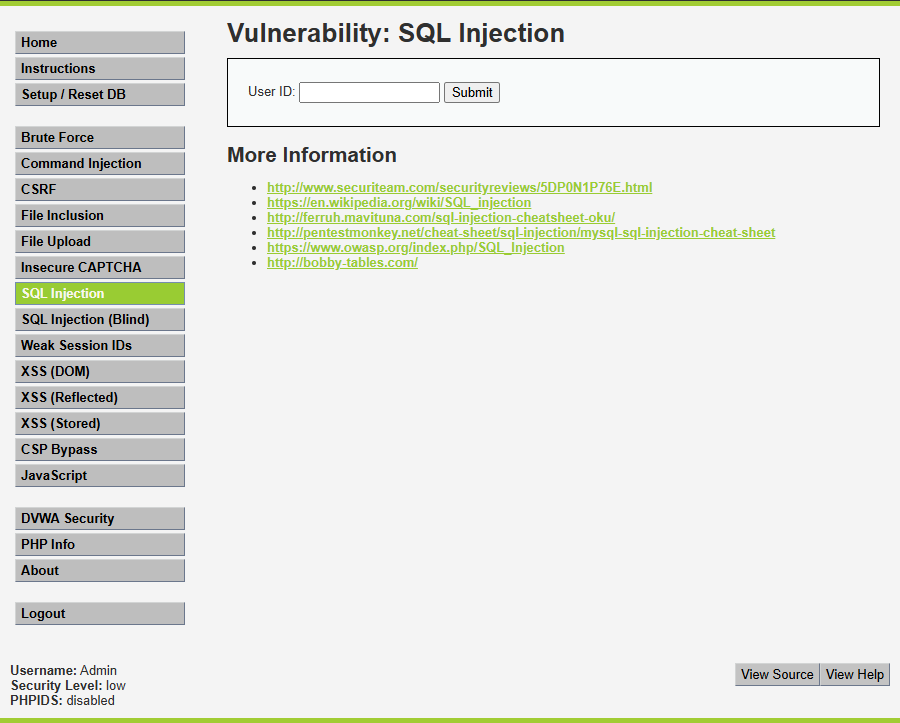 Home
Instructions
Setup / Reset DB
Brute Force
Command Injection
CSRF
File Inclusion
File Upload
Insecure CAPTCHA
SQL Injection
SQL Injection (Blind)
Weak Session IDs
XSS (DOM)
XSS (Reflected)
XSS (Stored)
CSP Bypass
JavaScript
DVWA Security
PHP Info
About
Logout
Vulnerability: SQL Injection
User ID: Submit
More Information
http://www.securiteam.com/securityreviews/5DP0N1P76E.html
https://en.wikipedia.org/wiki/SQL_injection
http://ferruh.mavituna.com/sql-injection-cheatsheet-oku/
http://pentestmonkey.net/cheat-sheet/sql-injection/mysql-sql-injection-cheat-sheet
https://www.owasp.org/index.php/SQL_Injection
http://bobby-tables.com/
Username: Admin
Security Level: low
PHPIDS: disabled
View Source View Help